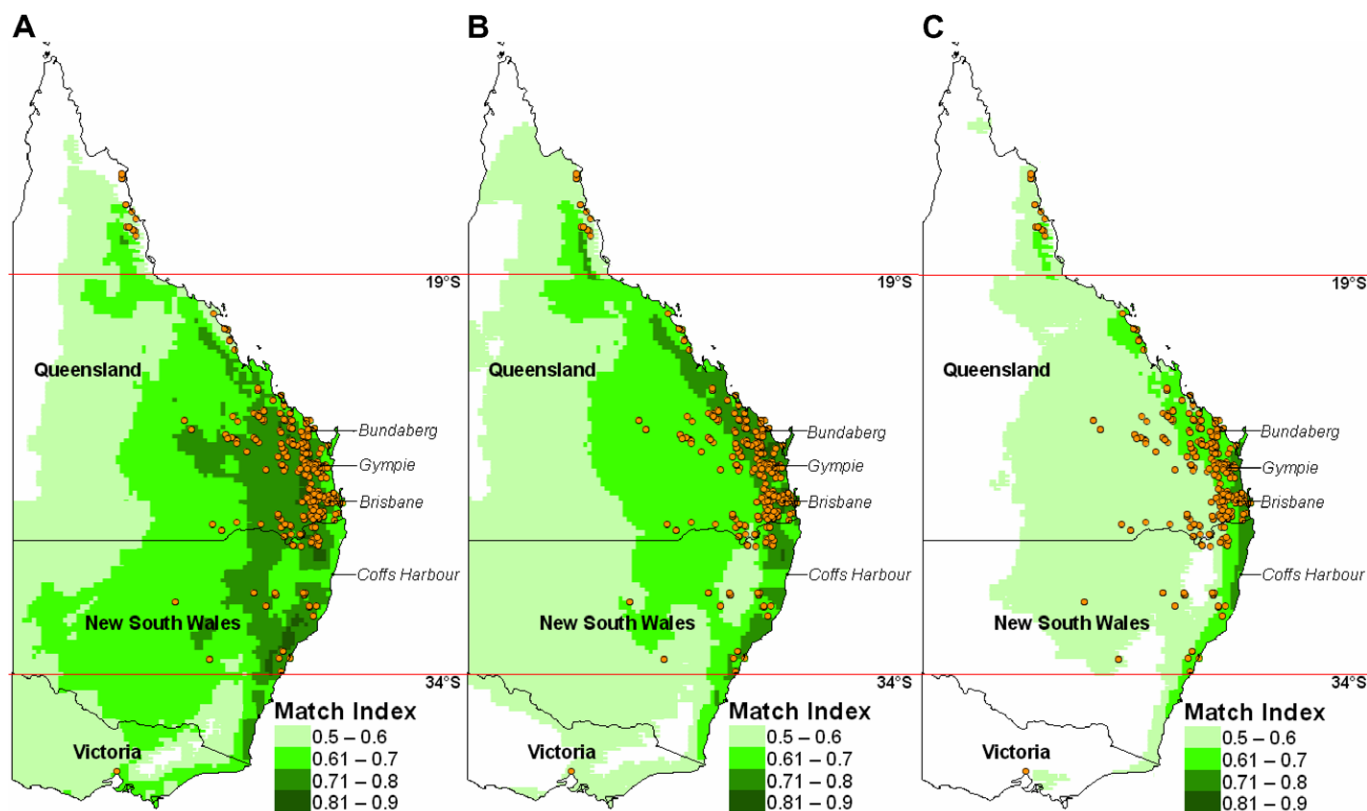 A
B
C
19°S
19°S
19°S
Queensland
Queensland
Queensland
Bundaberg
Bundaberg
Bundaberg
Gympie
Gympie
Gympie
Brisbane
Brisbane
Brisbane
Coffs Harbour
Coffs Harbour
Coffs Harbour
New South Wales
New South Wales
New South Wales
34°S
34°S
34°S
Victoria
Victoria
Victoria
Match Index
0.5 – 0.6
0.61 – 0.7
0.71 – 0.8
0.81 – 0.9
Match Index
0.5 – 0.6
0.61 – 0.7
0.71 – 0.8
0.81 – 0.9
Match Index
0.5 – 0.6
0.61 – 0.7
0.71 – 0.8
0.81 – 0.9